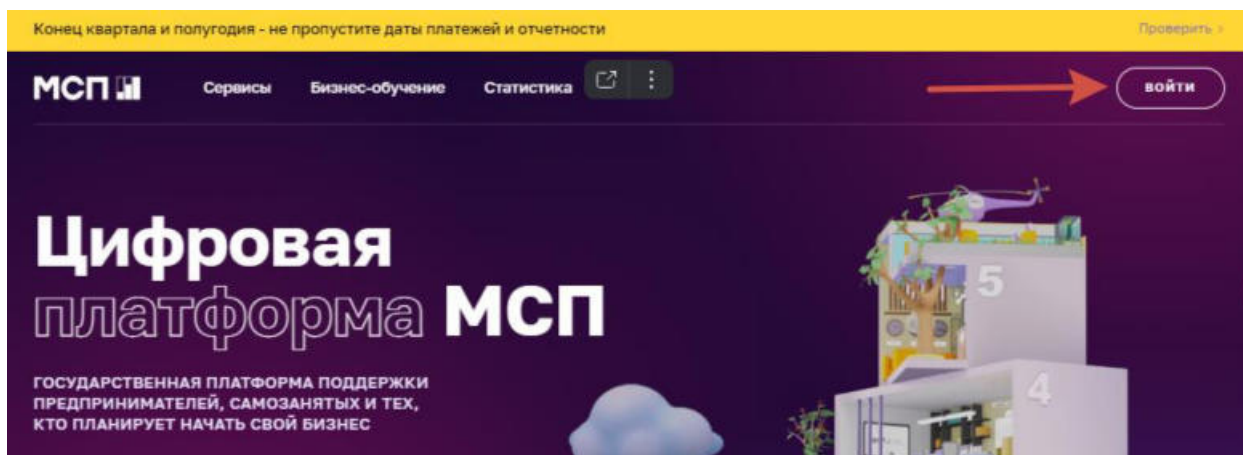 Конец квартала и полугодия - не пропустите даты платежей и отчетности
Проверить >
МСП
Сервисы
Бизнес-обучение
Статистика
ВОЙТИ
Цифровая
платформа МСП
ГОСУДАРСТВЕННАЯ ПЛАТФОРМА ПОДДЕРЖКИ
ПРЕДПРИНИМАТЕЛЕЙ, САМОЗАНЯТЫХ И ТЕХ,
КТО ПЛАНИРУЕТ НАЧАТЬ СВОЙ БИЗНЕС
5
4